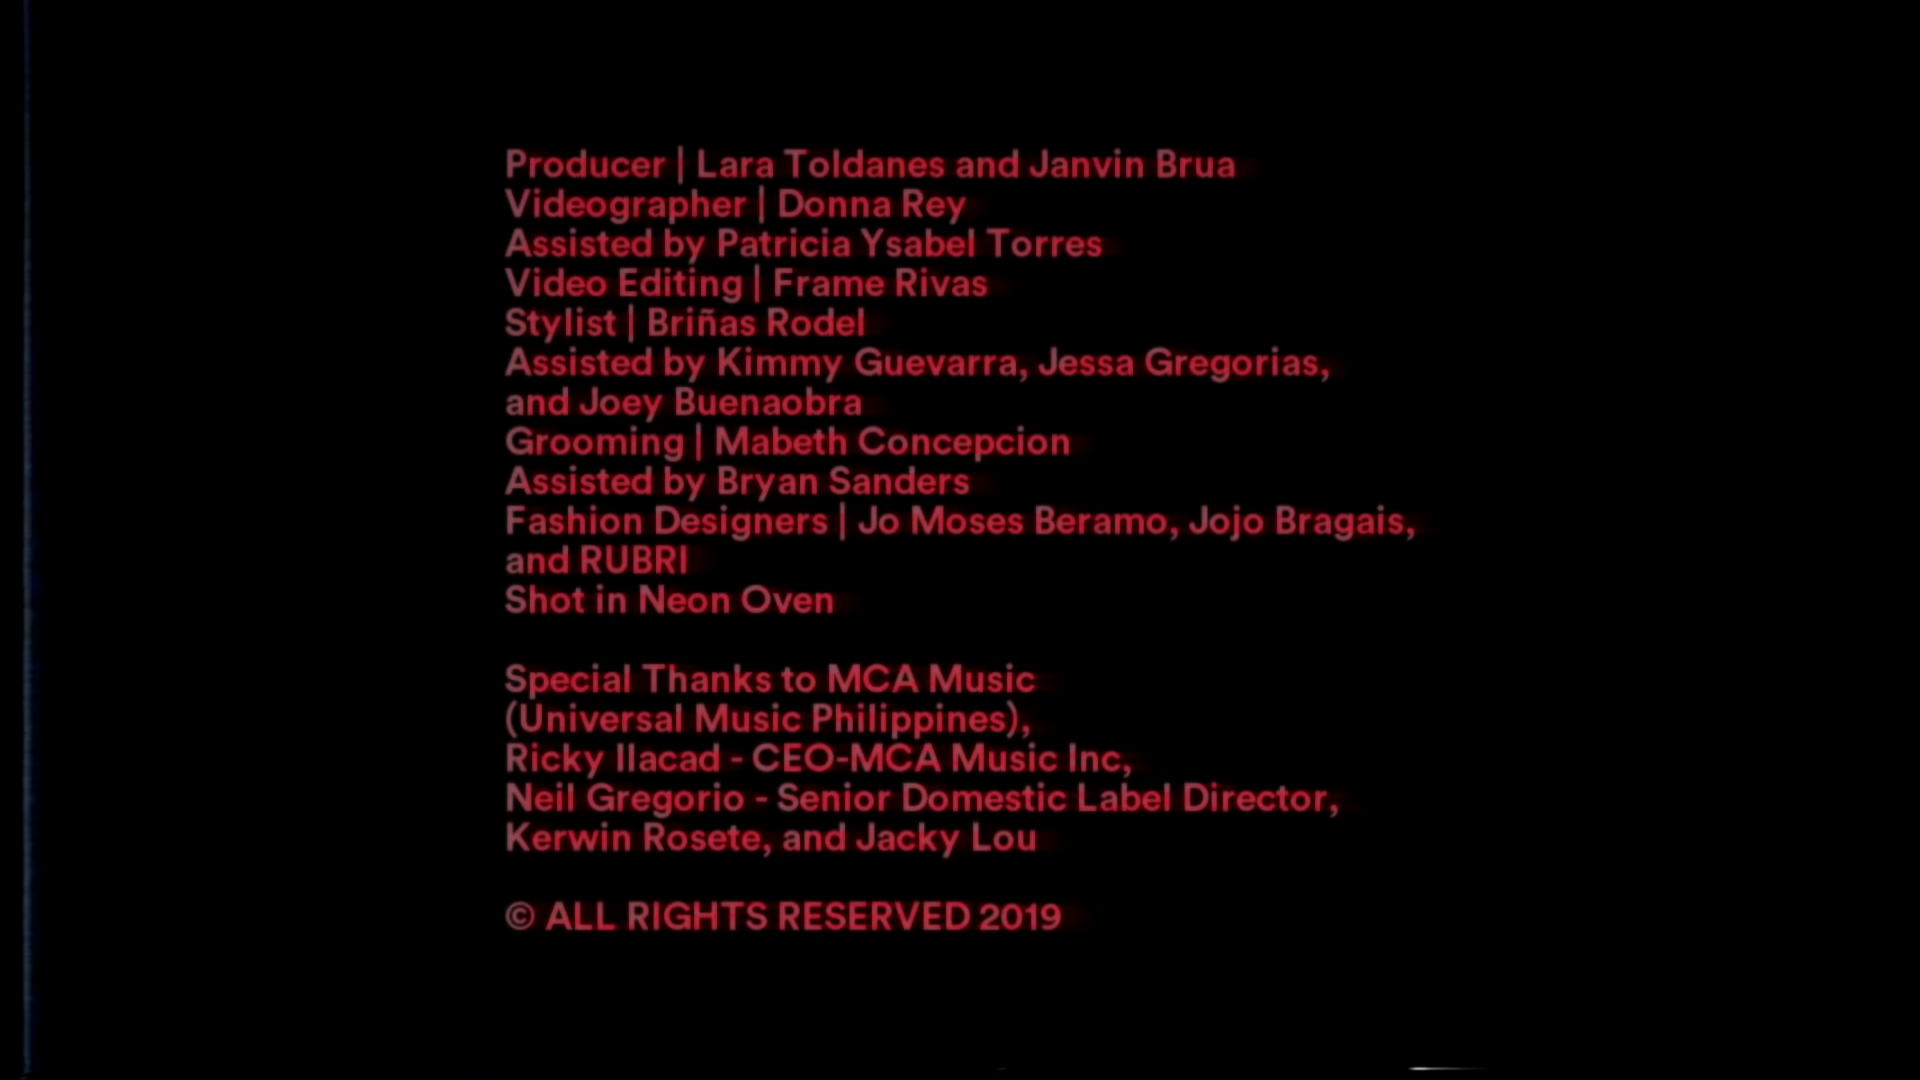 Producer | Lara Toldanes and Janvin Brua
Videographer | Donna Rey
Assisted by Patricia Ysabel Torres
Video Editing | Frame Rivas
Stylist | Briñas Rodel
Assisted by Kimmy Guevarra, Jessa Gregorias,
and Joey Buenaobra
Grooming | Mabeth Concepcion
Assisted by Bryan Sanders
Fashion Designers | Jo Moses Beramo, Jojo Bragais,
and RUBRI
Shot in Neon Oven
Special Thanks to MCA Music
(Universal Music Philippines),
Ricky Ilacad - CEO-MCA Music Inc,
Neil Gregorio - Senior Domestic Label Director,
Kerwin Rosete, and Jacky Lou
© ALL RIGHTS RESERVED 2019